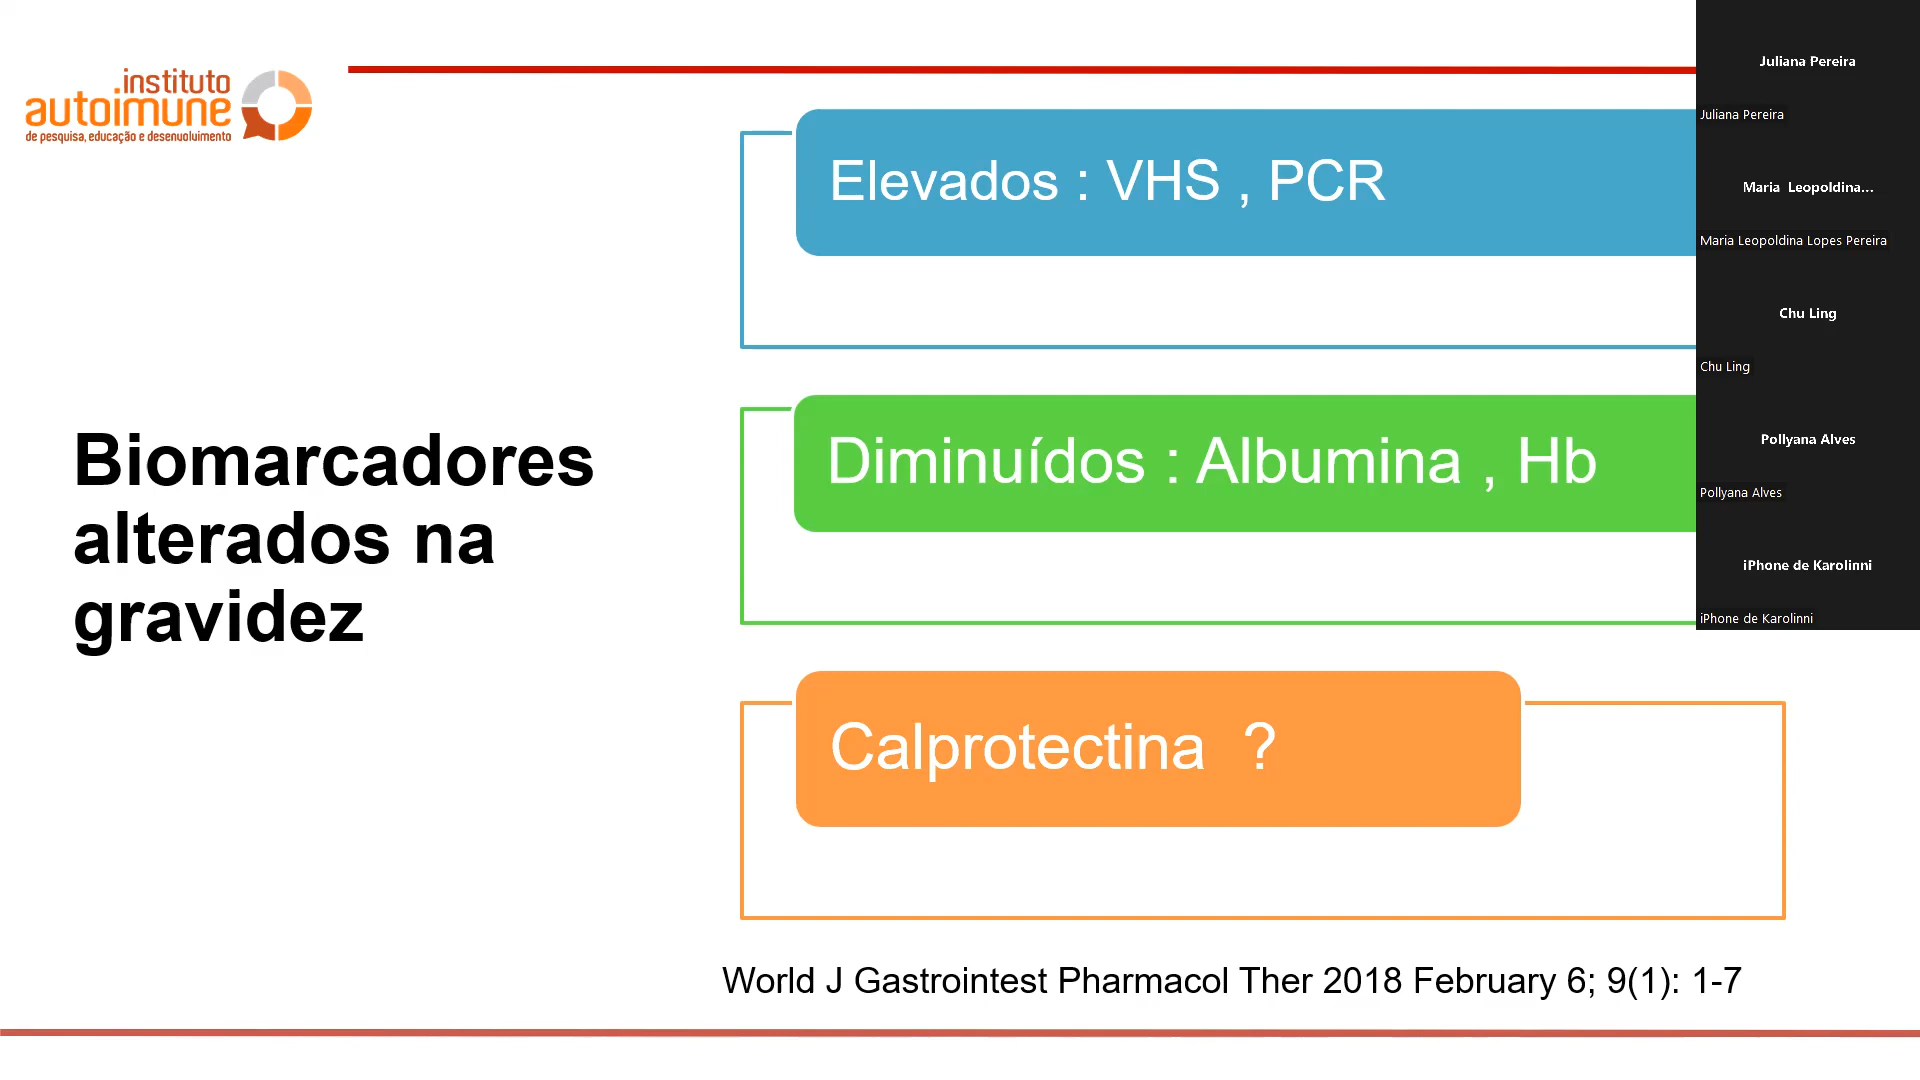 instituto
autoimune
de pesquisa, educação e desenvolvimento
Elevados : VHS , PCR
Biomarcadores
alterados na
gravidez
Diminuídos : Albumina , Hb
Calprotectina ?
World J Gastrointest Pharmacol Ther 2018 February 6; 9(1): 1-7
Juliana Pereira
Juliana Pereira
Maria Leopoldina...
Maria Leopoldina Lopes Pereira
Chu Ling
Chu Ling
Pollyana Alves
Pollyana Alves
iPhone de Karolinni
iPhone de Karolinni